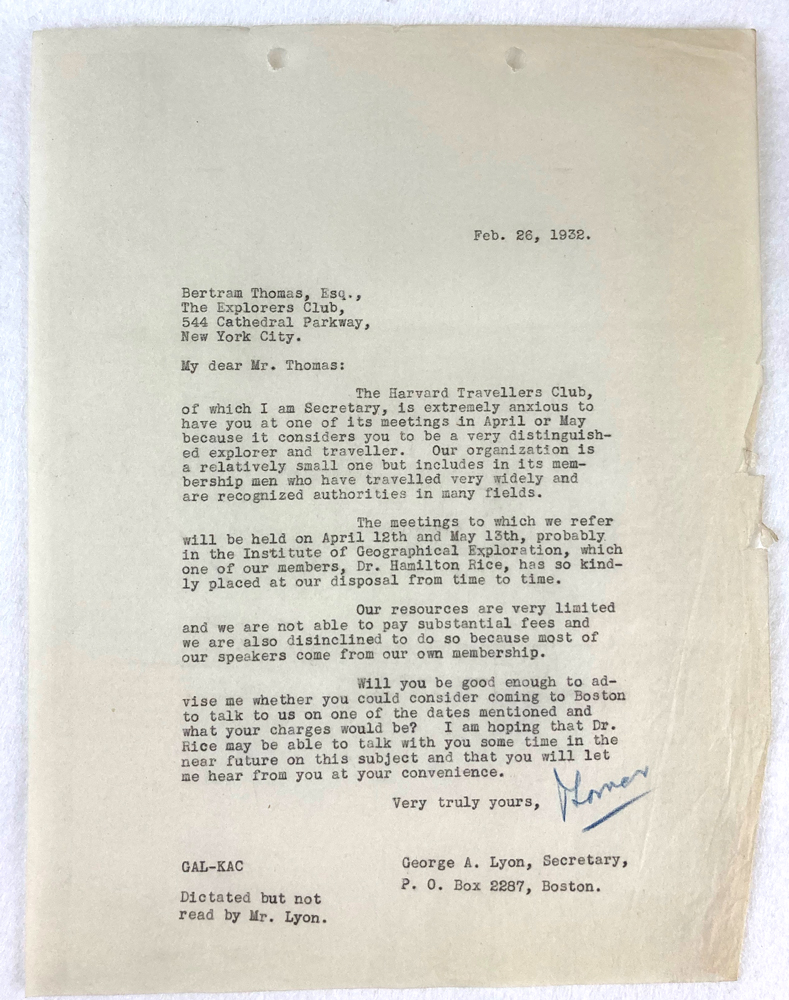 Feb. 26, 1932.
Bertram Thomas, Esq.,
The Explorers Club,
544 Cathedral Parkway,
New York City.
My dear Mr. Thomas:
The Harvard Travellers Club,
of which I am Secretary, is extremely anxious to
have you at one of its meetings in April or May
because it considers you to be a very distinguish-
ed explorer and traveller. Our organization is
a relatively small one but includes in its mem-
bership men who have travelled very widely and
are recognized authorities in many fields.
The meetings to which we refer
will be held on April 12th and May 13th, probably
in the Institute of Geographical Exploration, which
one of our members, Dr. Hamilton Rice, has so kind-
ly placed at our disposal from time to time.
Our resources are very limited
and we are not able to pay substantial fees and
we are also disinclined to do so because most of
our speakers come from our own membership.
Will you be good enough to ad-
vise me whether you could consider coming to Boston
to talk to us on one of the dates mentioned and
what your charges would be? I am hoping that Dr.
Rice may be able to talk with you some time in the
near future on this subject and that you will let
me hear from you at your convenience.
Very truly yours,
George A. Lyon, Secretary,
P. O. Box 2287, Boston.
GAL-KAC
Dictated but not
read by Mr. Lyon.